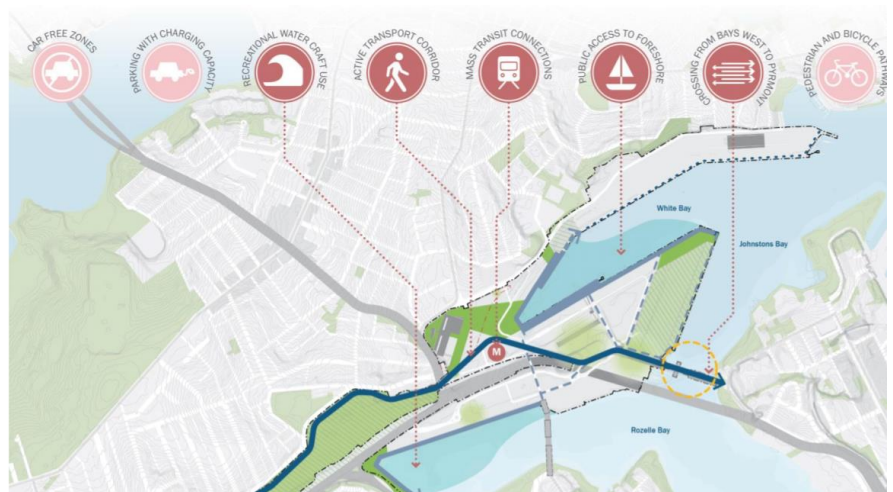 CAR FREE ZONES
PARKING WITH CHARGING CAPACITY
RECREATIONAL WATER CRAFT USE
ACTIVE TRANSPORT CORRIDOR
MASS TRANSIT CONNECTIONS
PUBLIC ACCESS TO FORESHORE
CROSSING FROM BAYS WEST TO PYRMONT
PEDESTRIAN AND BICYCLE PATHWAYS
White Bay
Johnstons Bay
M
Rozelle Bay